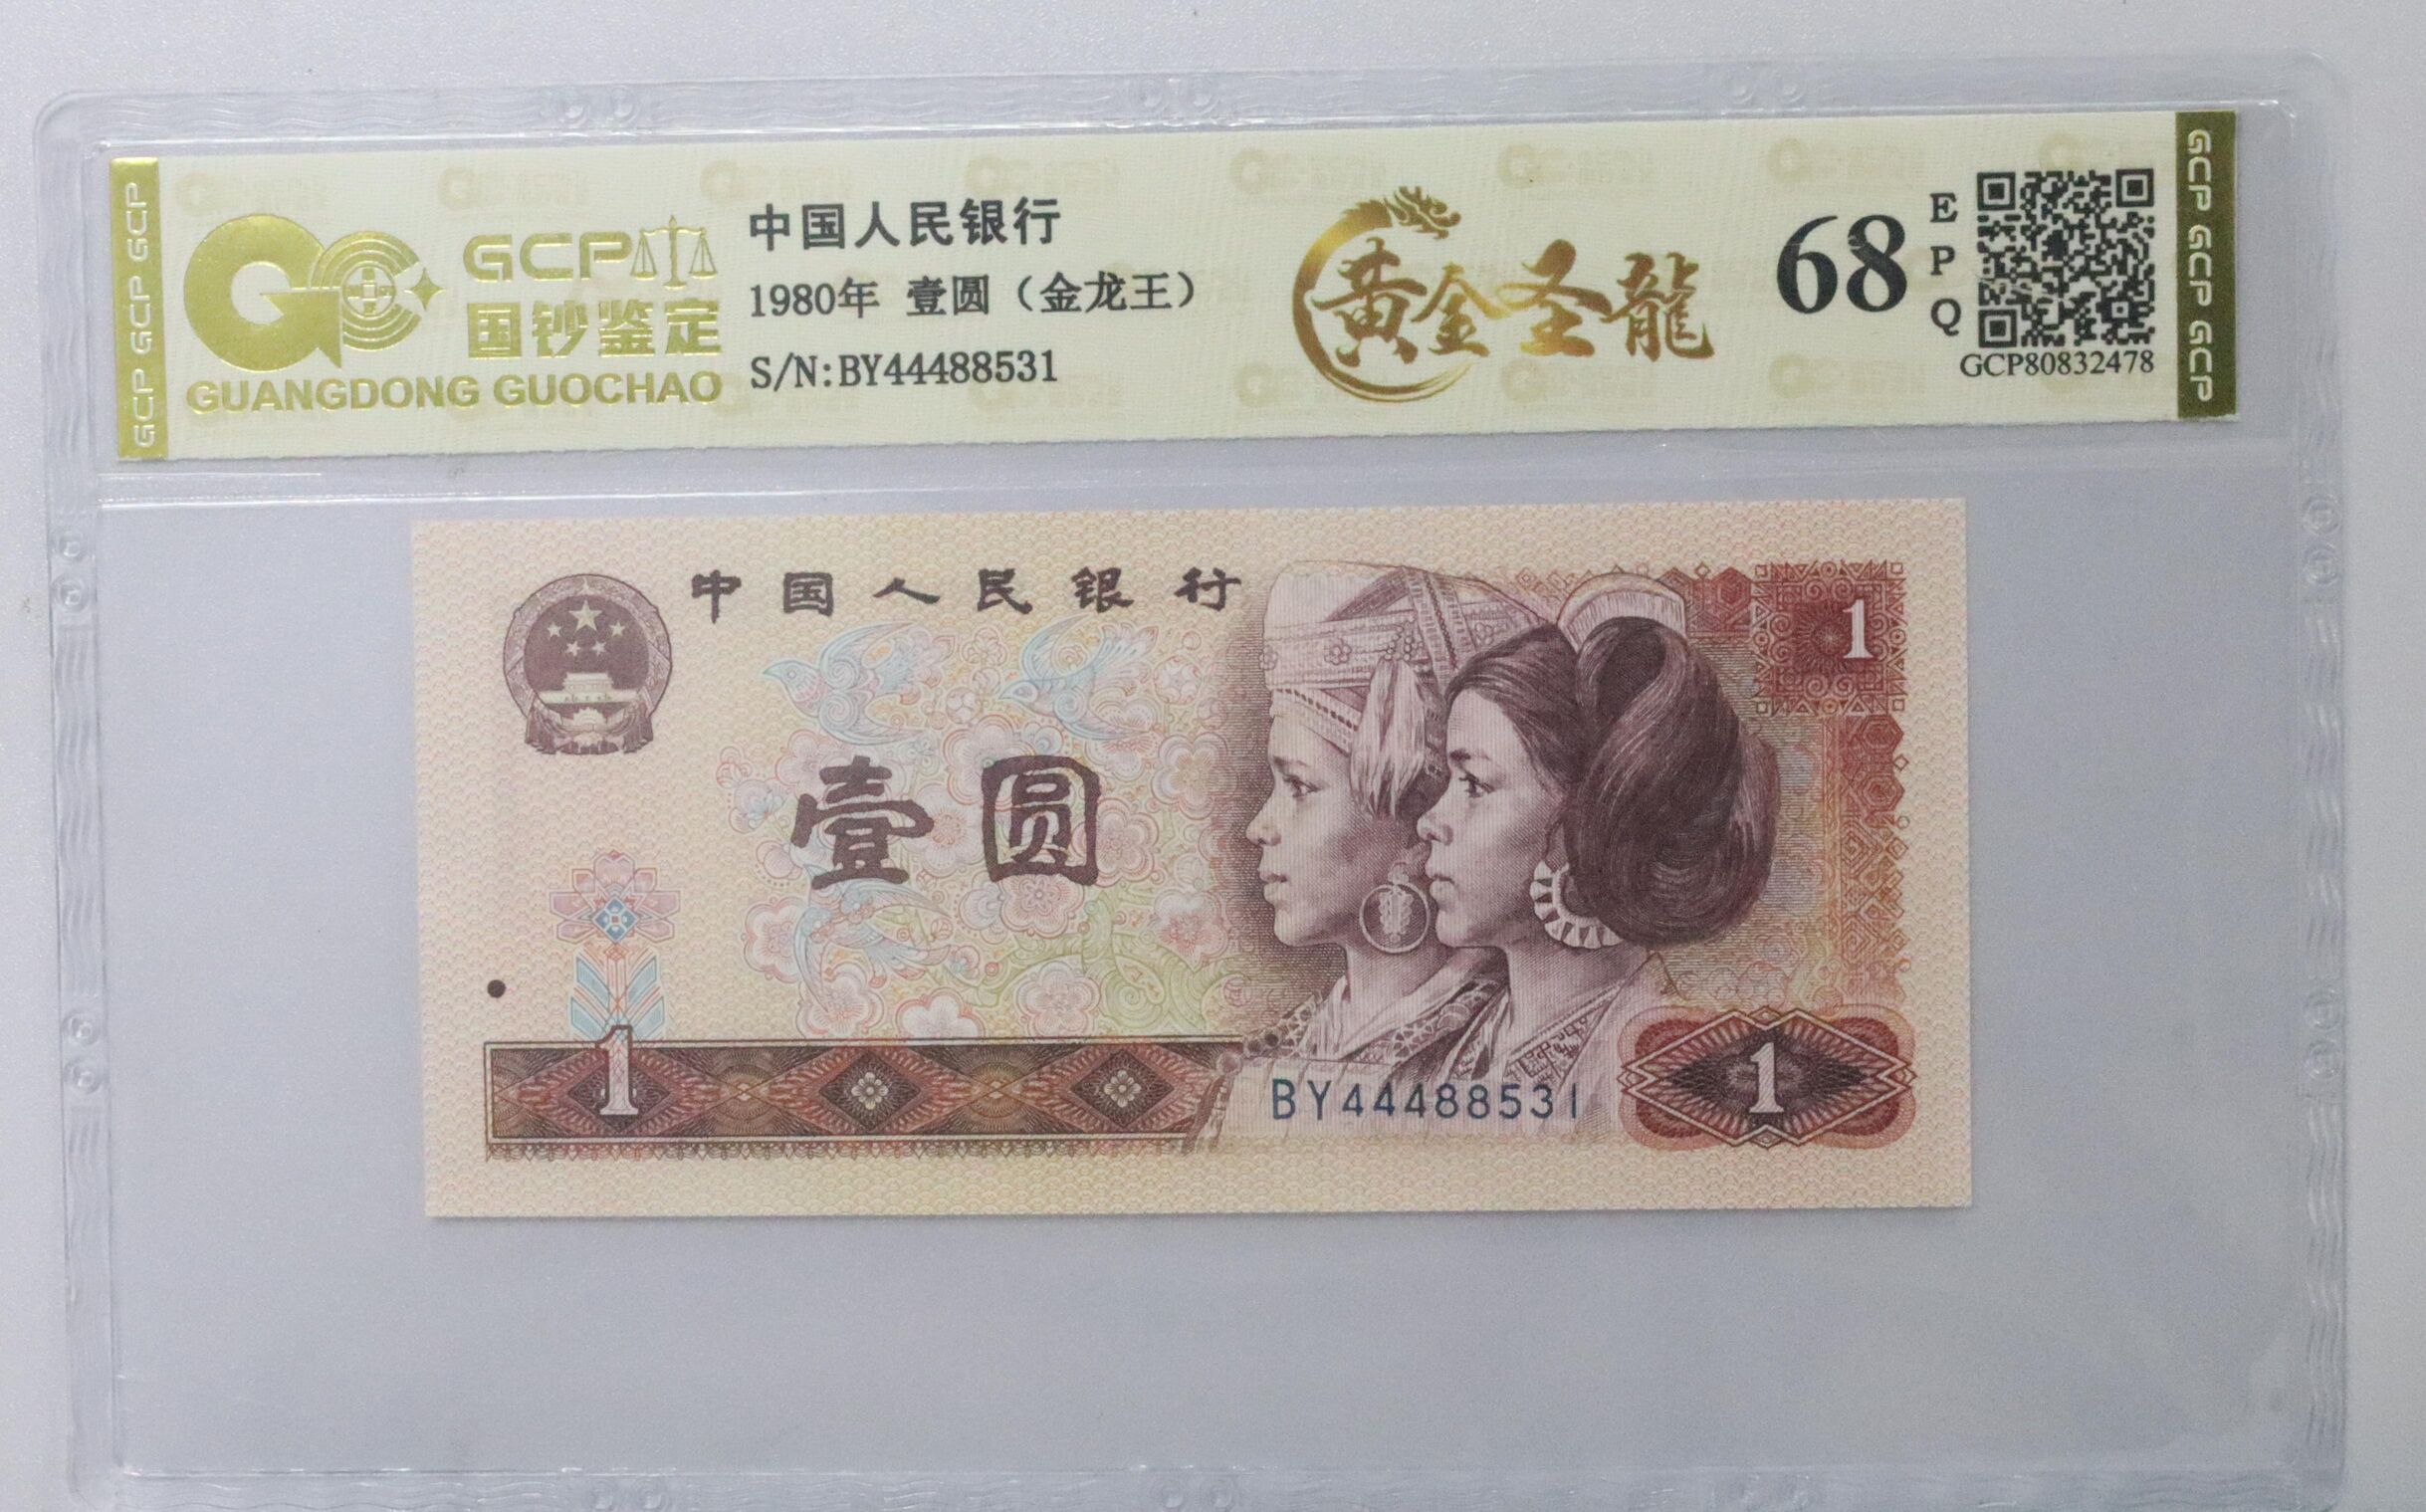 GCP GCP GCP
GCP
国钞鉴定
GUANGDONG GUOCHAO
中国人民银行
1980年 壹圆（金龙王）
S/N:BY44488531
黄金圣龍
68
EPQ
GCP80832478
GCP GCP GCP
中国人民银行
1
壹圆
1
BY44488531
1